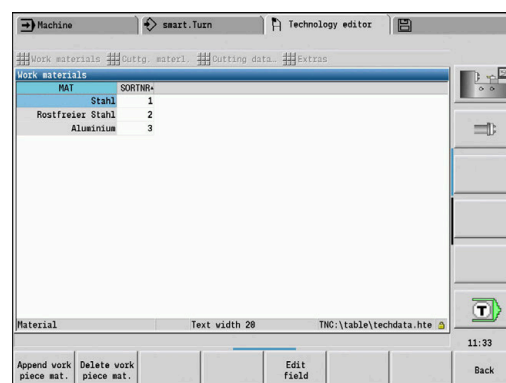 Machine smart.Turn Technology editor
Work materials Cuttg. materl. Cutting data… Extras
Work materials
MAT SORTNR
Stahl 1
Rostfreier Stahl 2
Aluminium 3
Material Text width 20 TNC:\table\techdata.hte
T
11:33
Append work piece mat.
Delete work piece mat.
Edit field
Back